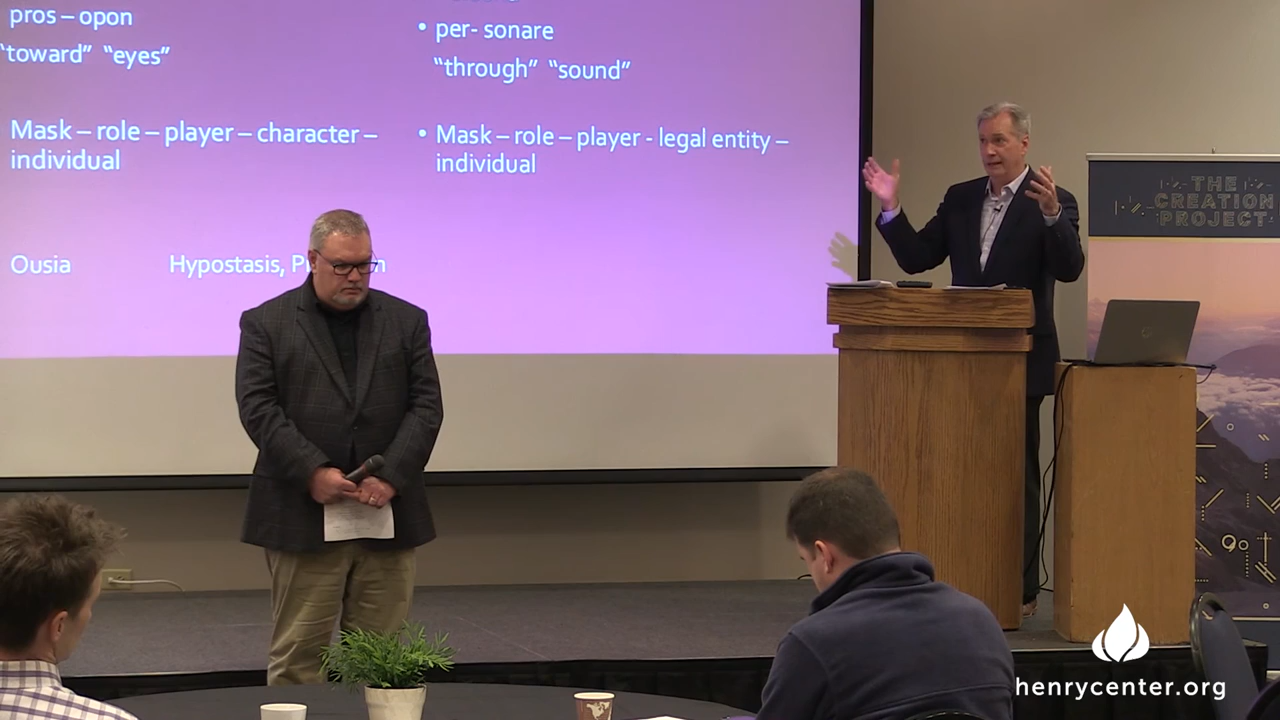 pros – opon
“toward” “eyes”
Mask – role – player – character –
individual
Ousia
Hypostasis,
• per- sonare
“through” “sound”
• Mask – role – player - legal entity –
individual
THE
CREATION
PROJECT
henrycenter.org